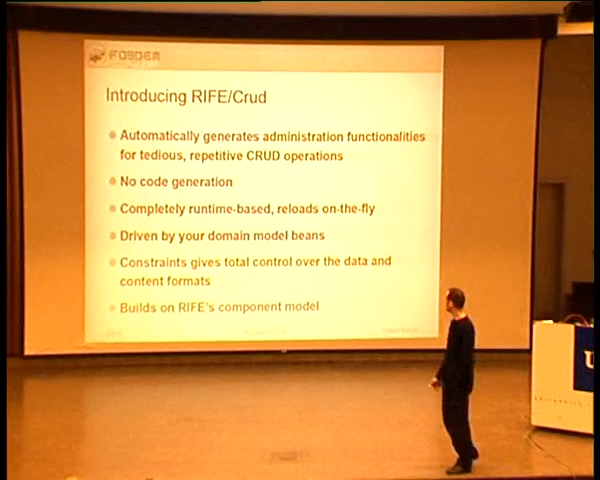 FOSDEM
Introducing RIFE/Crud
Automatically generates administration functionalities
for tedious, repetitive CRUD operations
No code generation
Completely runtime-based, reloads on-the-fly
Driven by your domain model beans
Constraints gives total control over the data and
content formats
Builds on RIFE's component model
U